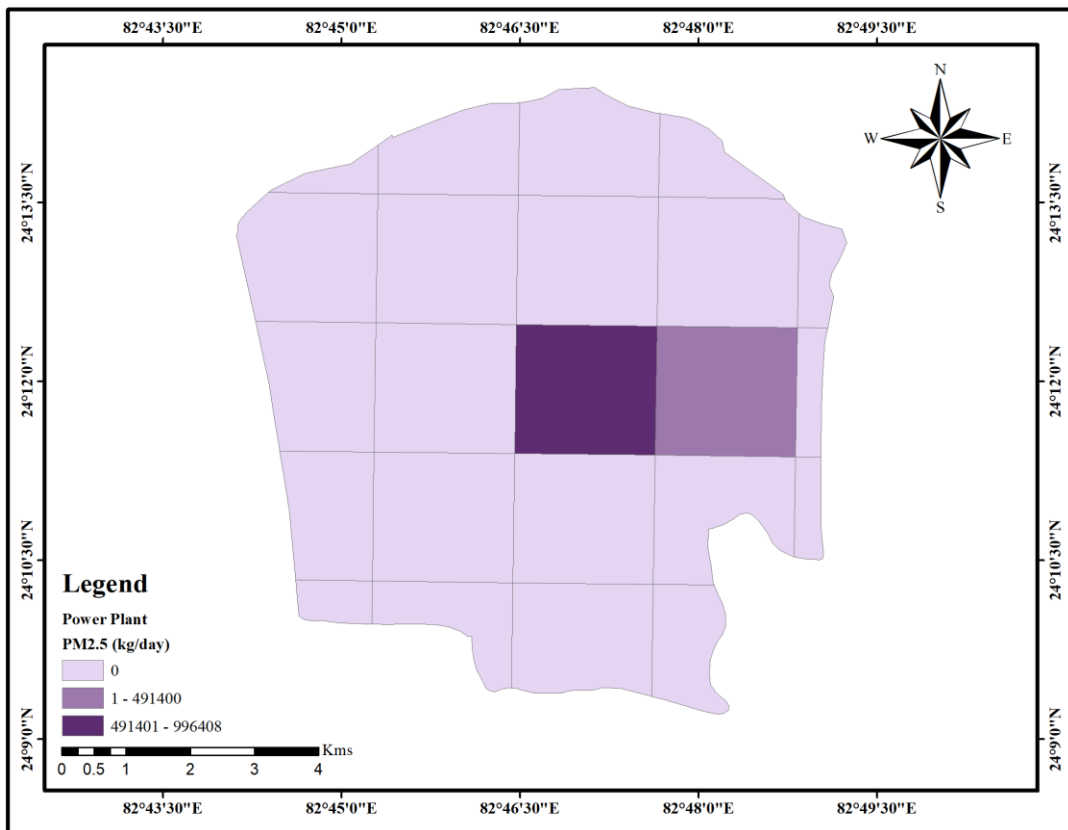 82°43'30"E 82°45'0"E 82°46'30"E 82°48'0"E 82°49'30"E
N
W E
S
24°13'30"N 24°13'30"N
24°12'0"N 24°12'0"N
24°10'30"N 24°10'30"N
24°9'0"N 24°9'0"N
Legend
Power Plant
PM2.5 (kg/day)
0
1 - 491400
491401 - 996408
Kms
0 0.5 1 2 3 4
82°43'30"E 82°45'0"E 82°46'30"E 82°48'0"E 82°49'30"E